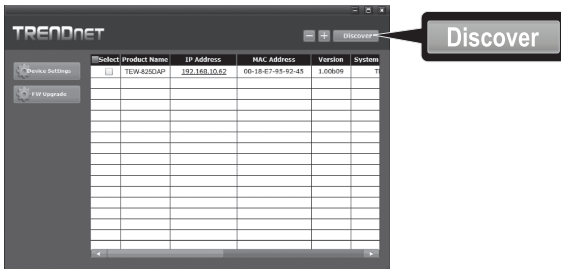 TRENDNET
− + Discover
Discover
Select Product Name IP Address MAC Address Version System
Device Settings
TEW-825DAP 192.168.10.62 00-18-E7-95-92-45 1.00b09 T
FW Upgrade